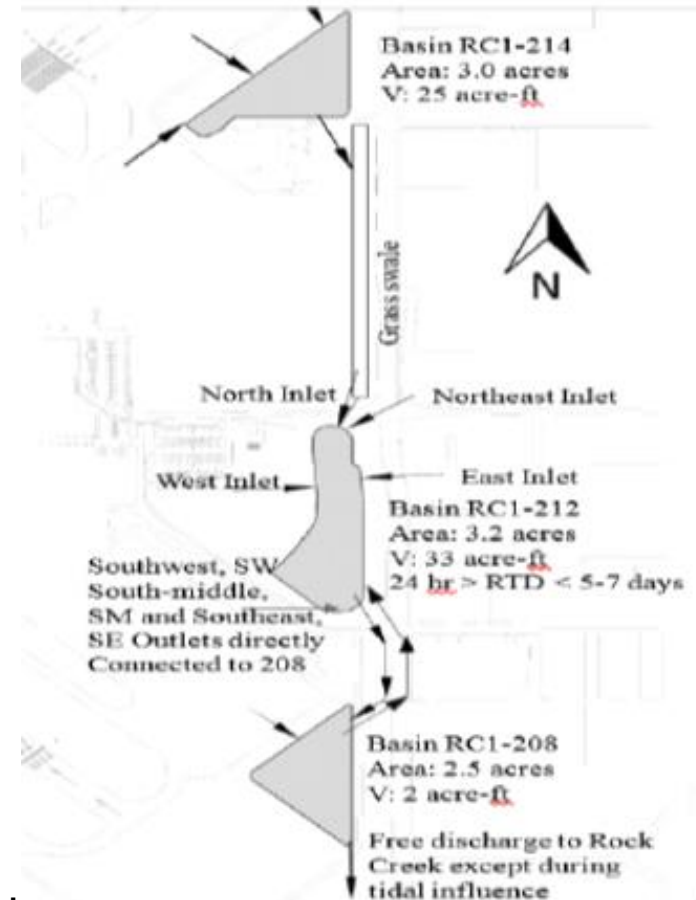 Basin RC1-214
Area: 3.0 acres
V: 25 acre-ft
Grass swale
N
North Inlet
Northeast Inlet
West Inlet
East Inlet
Basin RC1-212
Area: 3.2 acres
V: 33 acre-ft
24 hr > RTD < 5-7 days
Southwest, SW
South-middle,
SM and Southeast,
SE Outlets directly
Connected to 208
Basin RC1-208
Area: 2.5 acres
V: 2 acre-ft
Free discharge to Rock
Creek except during
tidal influence